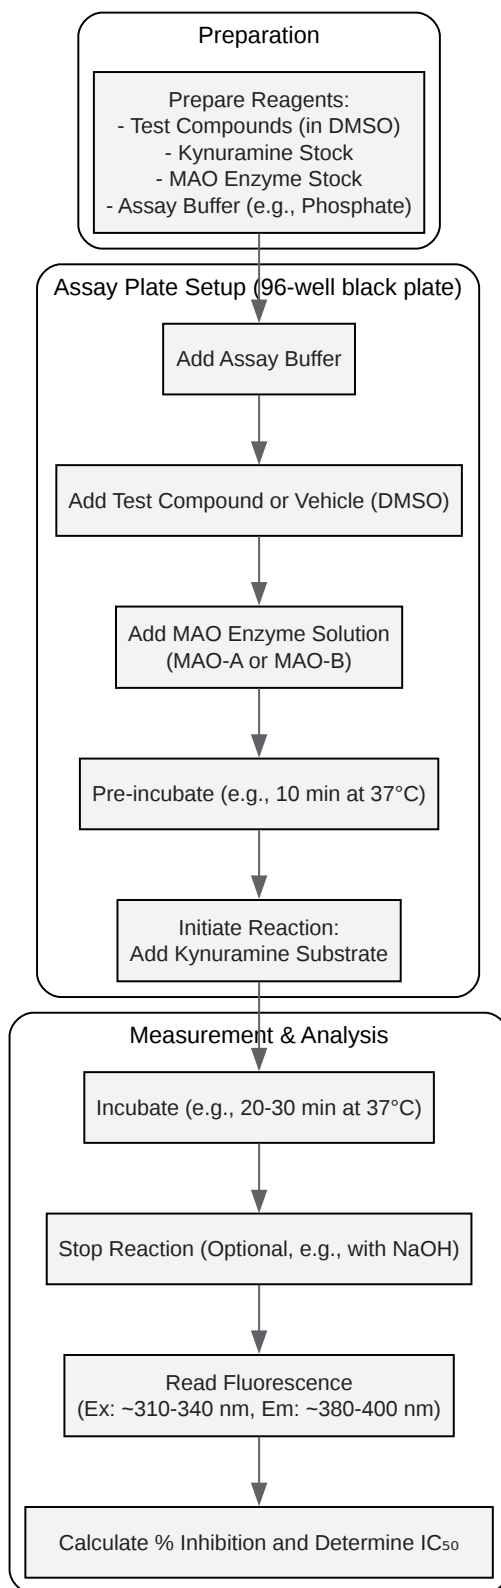 Preparation
Prepare Reagents:
- Test Compounds (in DMSO)
- Kynuramine Stock
- MAO Enzyme Stock
- Assay Buffer (e.g., Phosphate)
Assay Plate Setup (96-well black plate)
Add Assay Buffer
Add Test Compound or Vehicle (DMSO)
Add MAO Enzyme Solution
(MAO-A or MAO-B)
Pre-incubate (e.g., 10 min at 37°C)
Initiate Reaction:
Add Kynuramine Substrate
Measurement & Analysis
Incubate (e.g., 20-30 min at 37°C)
Stop Reaction (Optional, e.g., with NaOH)
Read Fluorescence
(Ex: ~310-340 nm, Em: ~380-400 nm)
Calculate % Inhibition and Determine IC₅₀